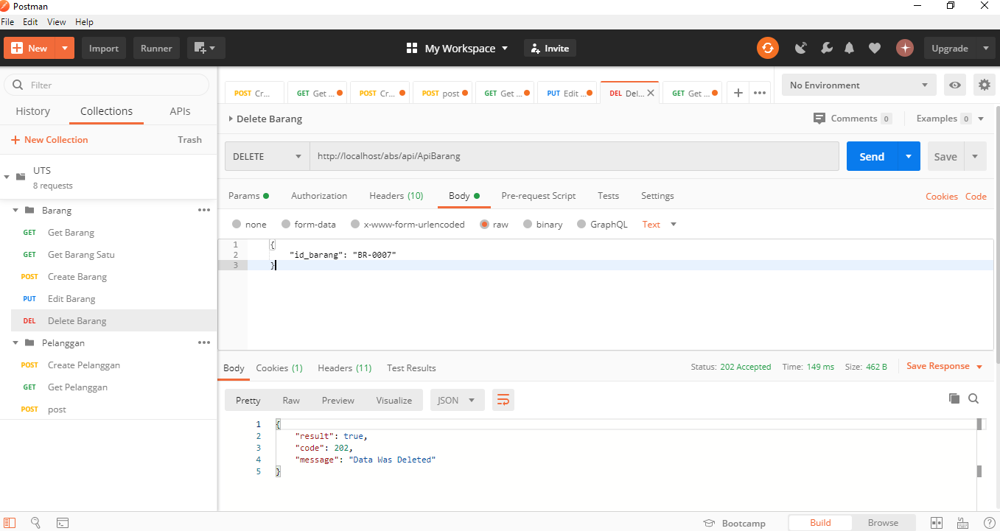 Postman
File Edit View Help
New Import Runner My Workspace Invite Upgrade
Filter
History Collections APIs
New Collection Trash
UTS
8 requests
Barang
GET Get Barang
GET Get Barang Satu
POST Create Barang
PUT Edit Barang
DEL Delete Barang
Pelanggan
POST Create Pelanggan
GET Get Pelanggan
POST post
POST Cr... GET Get ... POST Cr... POST post GET Get ... PUT Edit ... DEL Del... GET Get ... No Environment
Delete Barang Comments 0 Examples 0
DELETE http://localhost/abs/api/ApiBarang Send Save
Params Authorization Headers (10) Body Pre-request Script Tests Settings Cookies Code
none form-data x-www-form-urlencoded raw binary GraphQL Text
1 {
2 "id_barang": "BR-0007"
3 }
Body Cookies (1) Headers (11) Test Results Status: 202 Accepted Time: 149 ms Size: 462 B Save Response
Pretty Raw Preview Visualize JSON
1 {
2 "result": true,
3 "code": 202,
4 "message": "Data Was Deleted"
5 }
Bootcamp Build Browse